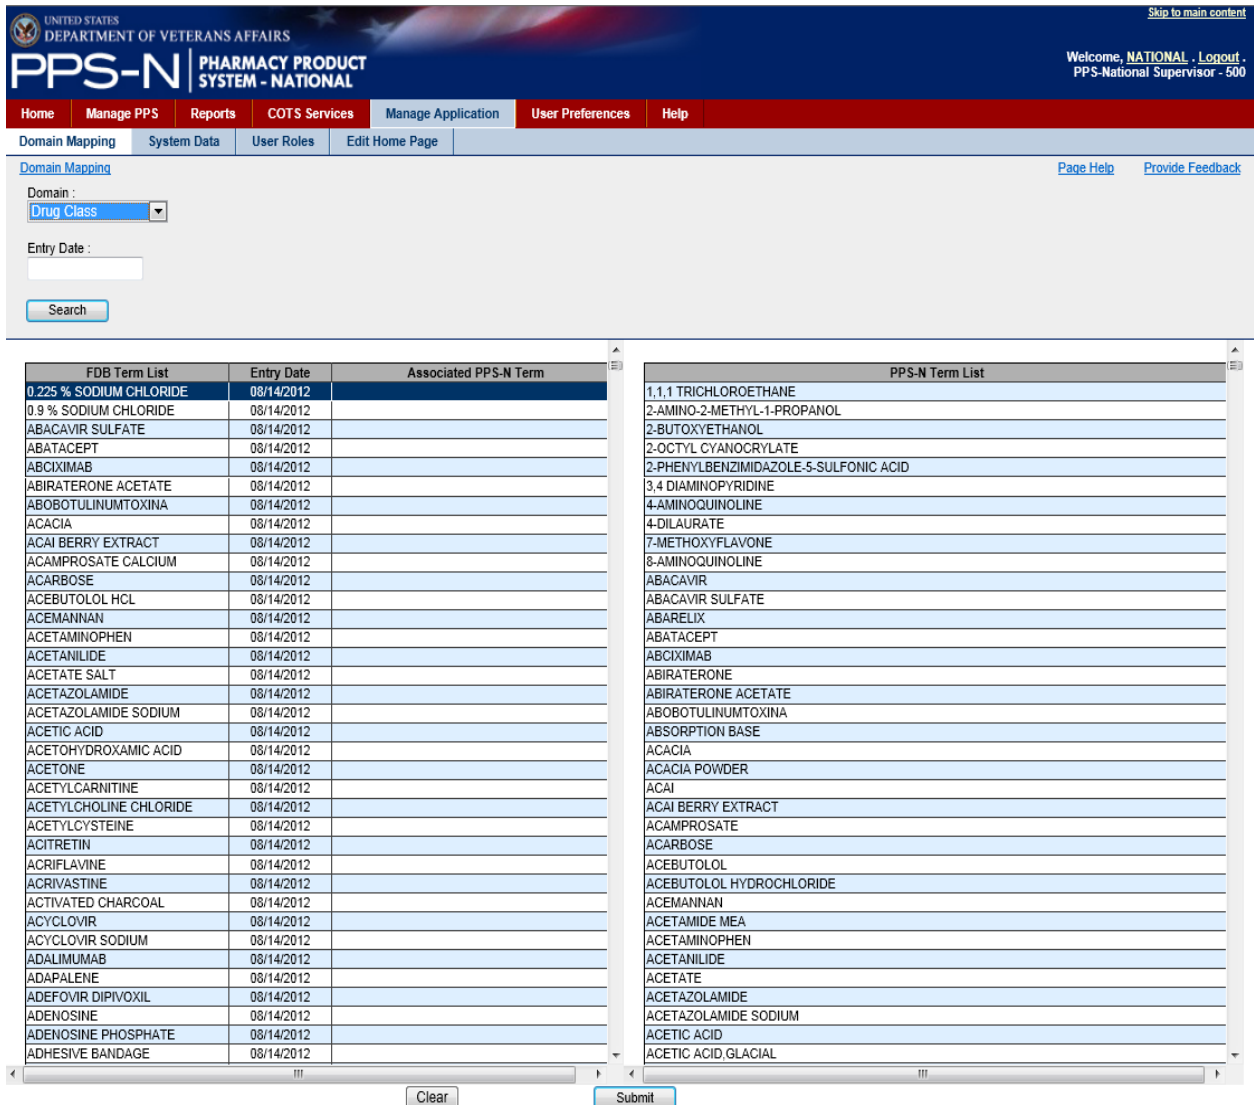 Skip to main content
UNITED STATES
DEPARTMENT OF VETERANS AFFAIRS
PPS-N PHARMACY PRODUCT SYSTEM - NATIONAL
Welcome, NATIONAL . Logout .
PPS-National Supervisor - 500
Home Manage PPS Reports COTS Services Manage Application User Preferences Help
Domain Mapping System Data User Roles Edit Home Page
Domain Mapping Page Help Provide Feedback
Domain :
Drug Class
Entry Date :
Search
FDB Term List Entry Date Associated PPS-N Term PPS-N Term List
0.225 % SODIUM CHLORIDE 08/14/2012 1,1,1 TRICHLOROETHANE
0.9 % SODIUM CHLORIDE 08/14/2012 2-AMINO-2-METHYL-1-PROPANOL
ABACAVIR SULFATE 08/14/2012 2-BUTOXYETHANOL
ABATACEPT 08/14/2012 2-OCTYL CYANOCRYLATE
ABCIXIMAB 08/14/2012 2-PHENYLBENZIMIDAZOLE-5-SULFONIC ACID
ABIRATERONE ACETATE 08/14/2012 3,4 DIAMINOPYRIDINE
ABOBOTULINUMTOXINA 08/14/2012 4-AMINOQUINOLINE
ACACIA 08/14/2012 4-DILAURATE
ACAI BERRY EXTRACT 08/14/2012 7-METHOXYFLAVONE
ACAMPROSATE CALCIUM 08/14/2012 8-AMINOQUINOLINE
ACARBOSE 08/14/2012 ABACAVIR
ACEBUTOLOL HCL 08/14/2012 ABACAVIR SULFATE
ACEMANNAN 08/14/2012 ABARELIX
ACETAMINOPHEN 08/14/2012 ABATACEPT
ACETANILIDE 08/14/2012 ABCIXIMAB
ACETATE SALT 08/14/2012 ABIRATERONE
ACETAZOLAMIDE 08/14/2012 ABIRATERONE ACETATE
ACETAZOLAMIDE SODIUM 08/14/2012 ABOBOTULINUMTOXINA
ACETIC ACID 08/14/2012 ABSORPTION BASE
ACETOHYDROXAMIC ACID 08/14/2012 ACACIA
ACETONE 08/14/2012 ACACIA POWDER
ACETYLCARNITINE 08/14/2012 ACAI
ACETYLCHOLINE CHLORIDE 08/14/2012 ACAI BERRY EXTRACT
ACETYLCYSTEINE 08/14/2012 ACAMPROSATE
ACITRETIN 08/14/2012 ACARBOSE
ACRIFLAVINE 08/14/2012 ACEBUTOLOL
ACRIVASTINE 08/14/2012 ACEBUTOLOL HYDROCHLORIDE
ACTIVATED CHARCOAL 08/14/2012 ACEMANNAN
ACYCLOVIR 08/14/2012 ACETAMIDE MEA
ACYCLOVIR SODIUM 08/14/2012 ACETAMINOPHEN
ADALIMUMAB 08/14/2012 ACETANILIDE
ADAPALENE 08/14/2012 ACETATE
ADEFOVIR DIPIVOXIL 08/14/2012 ACETAZOLAMIDE
ADENOSINE 08/14/2012 ACETAZOLAMIDE SODIUM
ADENOSINE PHOSPHATE 08/14/2012 ACETIC ACID
ADHESIVE BANDAGE 08/14/2012 ACETIC ACID,GLACIAL
Clear Submit